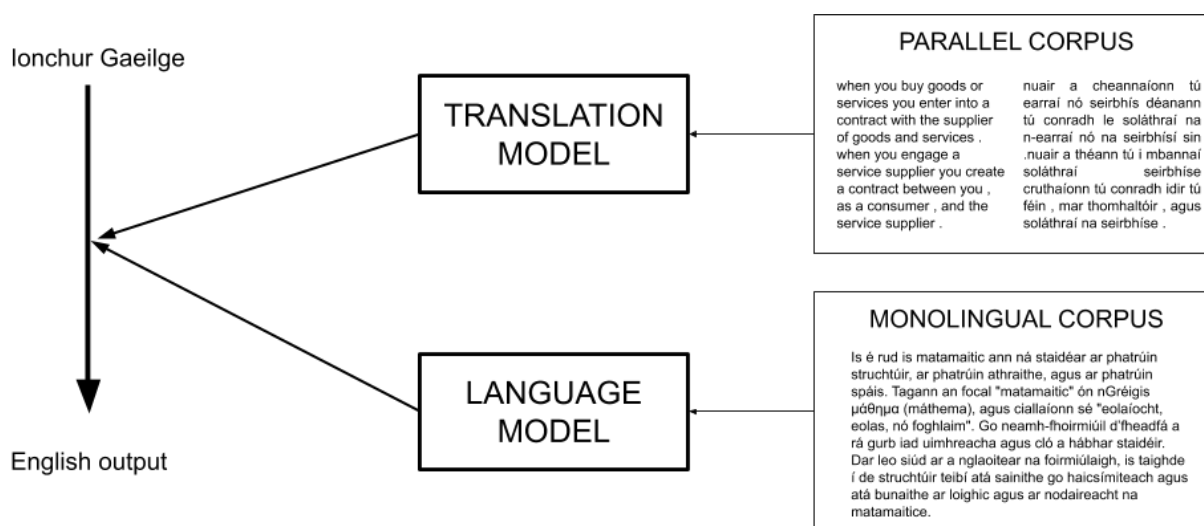 Ionchur Gaeilge
English output
TRANSLATION
MODEL
LANGUAGE
MODEL
PARALLEL CORPUS
when you buy goods or
services you enter into a
contract with the supplier
of goods and services .
when you engage a
service supplier you create
a contract between you ,
as a consumer , and the
service supplier .
nuair a cheannaíonn tú
earraí nó seirbhís déanann
tú conradh le soláthraí na
n-earraí nó na seirbhísí sin
.nuair a théann tú i mbannaí
soláthraí seirbhíse
cruthaíonn tú conradh idir tú
féin , mar thomhaltóir , agus
soláthraí na seirbhíse .
MONOLINGUAL CORPUS
Is é rud is matamaitic ann ná staidéar ar phatrúin
struchtúir, ar phatrúin athraithe, agus ar phatrúin
spáis. Tagann an focal "matamaitic" ón nGréigis
μάθημα (máthema), agus ciallaíonn sé "eolaíocht,
eolas, nó foghlaim". Go neamh-fhoirmiúil d'fheadfá a
rá gurb iad uimhreacha agus cló a hábhar staidéir.
Dar leo siúd ar a nglaoitear na foirmiúlaigh, is taighde
í de struchtúir teibí atá sainithe go haicsímiteach agus
atá bunaithe ar loighic agus ar nodaireacht na
matamaitice.